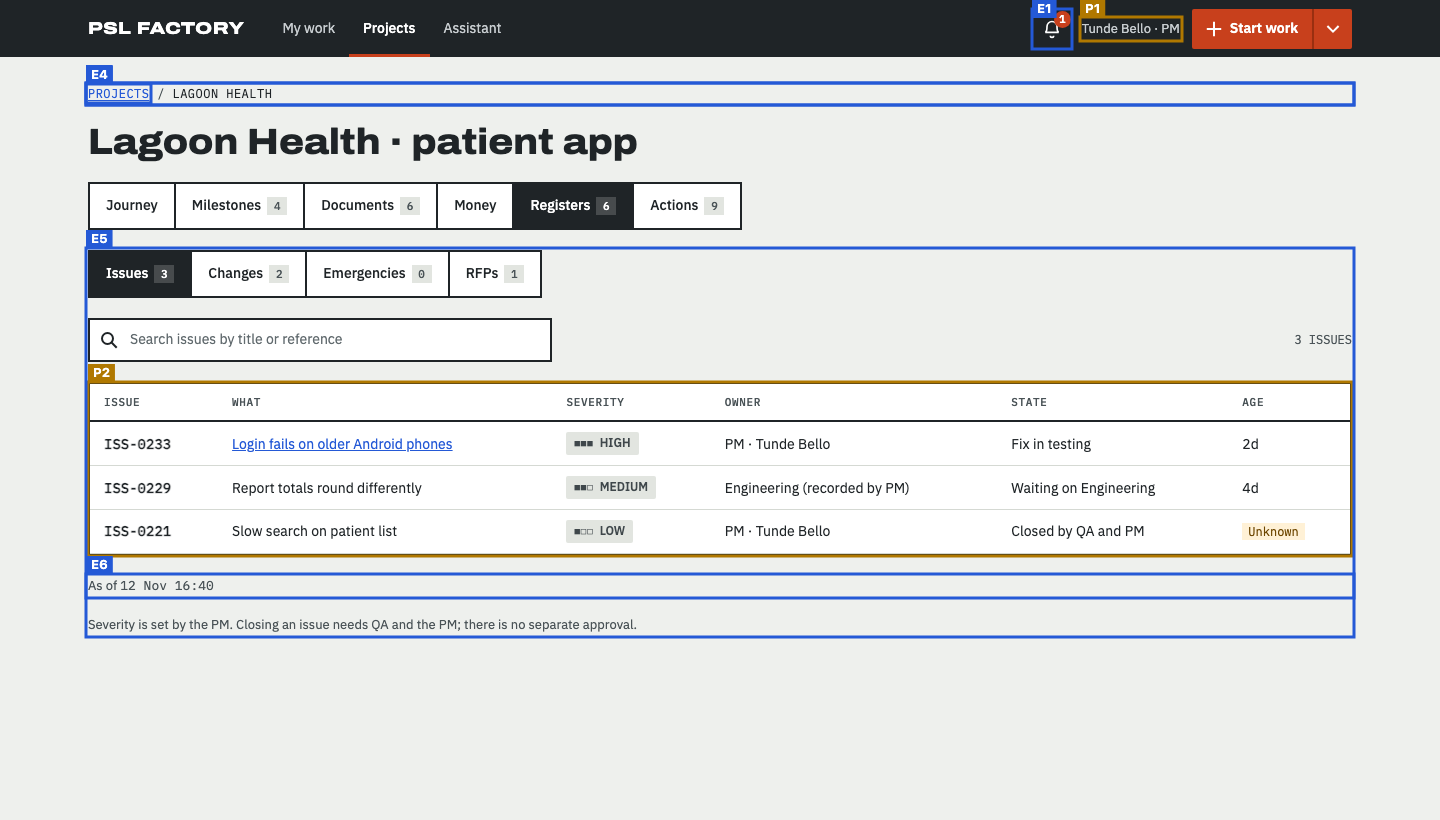 E1 P1
PSL FACTORY My work Projects Assistant 1 Tunde Bello · PM Start work
E4
PROJECTS / LAGOON HEALTH
Lagoon Health · patient app
Journey Milestones 4 Documents 6 Money Registers 6 Actions 9
E5
Issues 3 Changes 2 Emergencies 0 RFPs 1
Search issues by title or reference 3 ISSUES
P2
ISSUE WHAT SEVERITY OWNER STATE AGE
ISS-0233 Login fails on older Android phones ■■■ HIGH PM · Tunde Bello Fix in testing 2d
ISS-0229 Report totals round differently ■■□ MEDIUM Engineering (recorded by PM) Waiting on Engineering 4d
ISS-0221 Slow search on patient list ■□□ LOW PM · Tunde Bello Closed by QA and PM Unknown
E6
As of 12 Nov 16:40
Severity is set by the PM. Closing an issue needs QA and the PM; there is no separate approval.